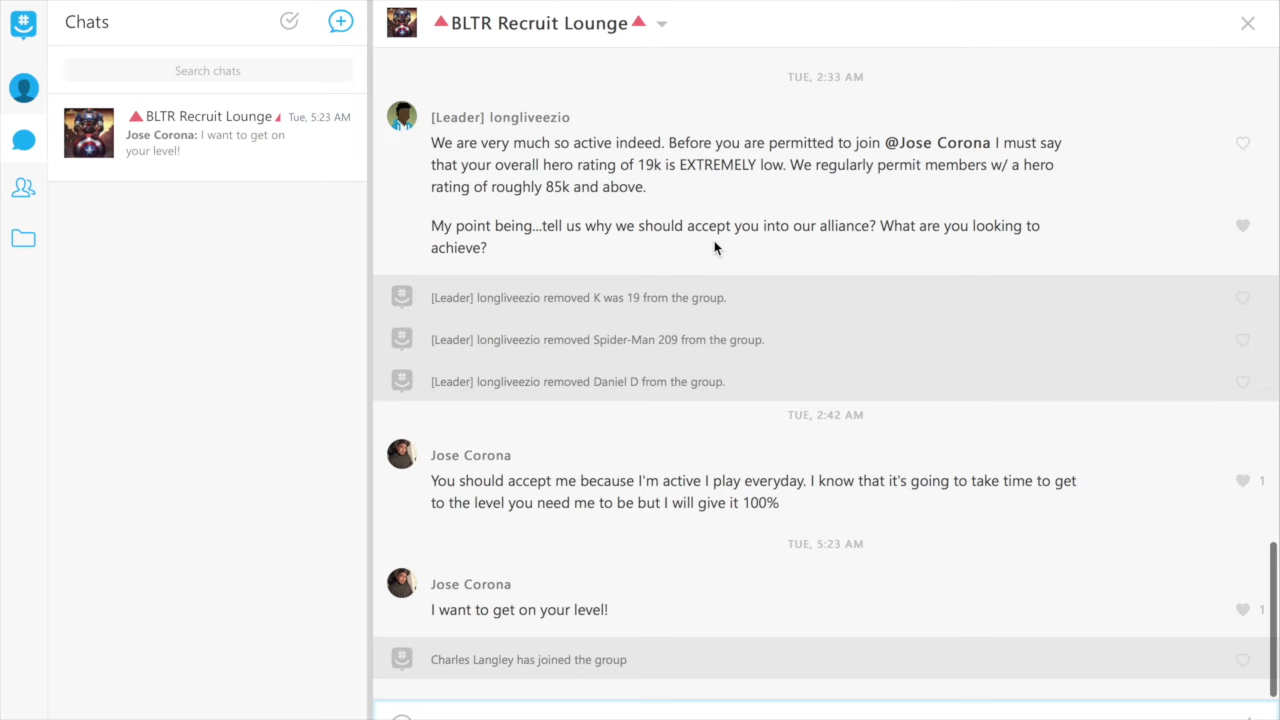 Chats
Search chats
BLTR Recruit Lounge
Tue, 5:23 AM
Jose Corona: I want to get on
your level!
🔺BLTR Recruit Lounge🔺
TUE, 2:33 AM
[Leader] longliveezio
We are very much so active indeed. Before you are permitted to join @Jose Corona I must say
that your overall hero rating of 19k is EXTREMELY low. We regularly permit members w/ a hero
rating of roughly 85k and above.
My point being...tell us why we should accept you into our alliance? What are you looking to
achieve?
[Leader] longliveezio removed K was 19 from the group.
[Leader] longliveezio removed Spider-Man 209 from the group.
[Leader] longliveezio removed Daniel D from the group.
TUE, 2:42 AM
Jose Corona
You should accept me because I'm active I play everyday. I know that it's going to take time to get
to the level you need me to be but I will give it 100%
1
TUE, 5:23 AM
Jose Corona
I want to get on your level!
1
Charles Langley has joined the group